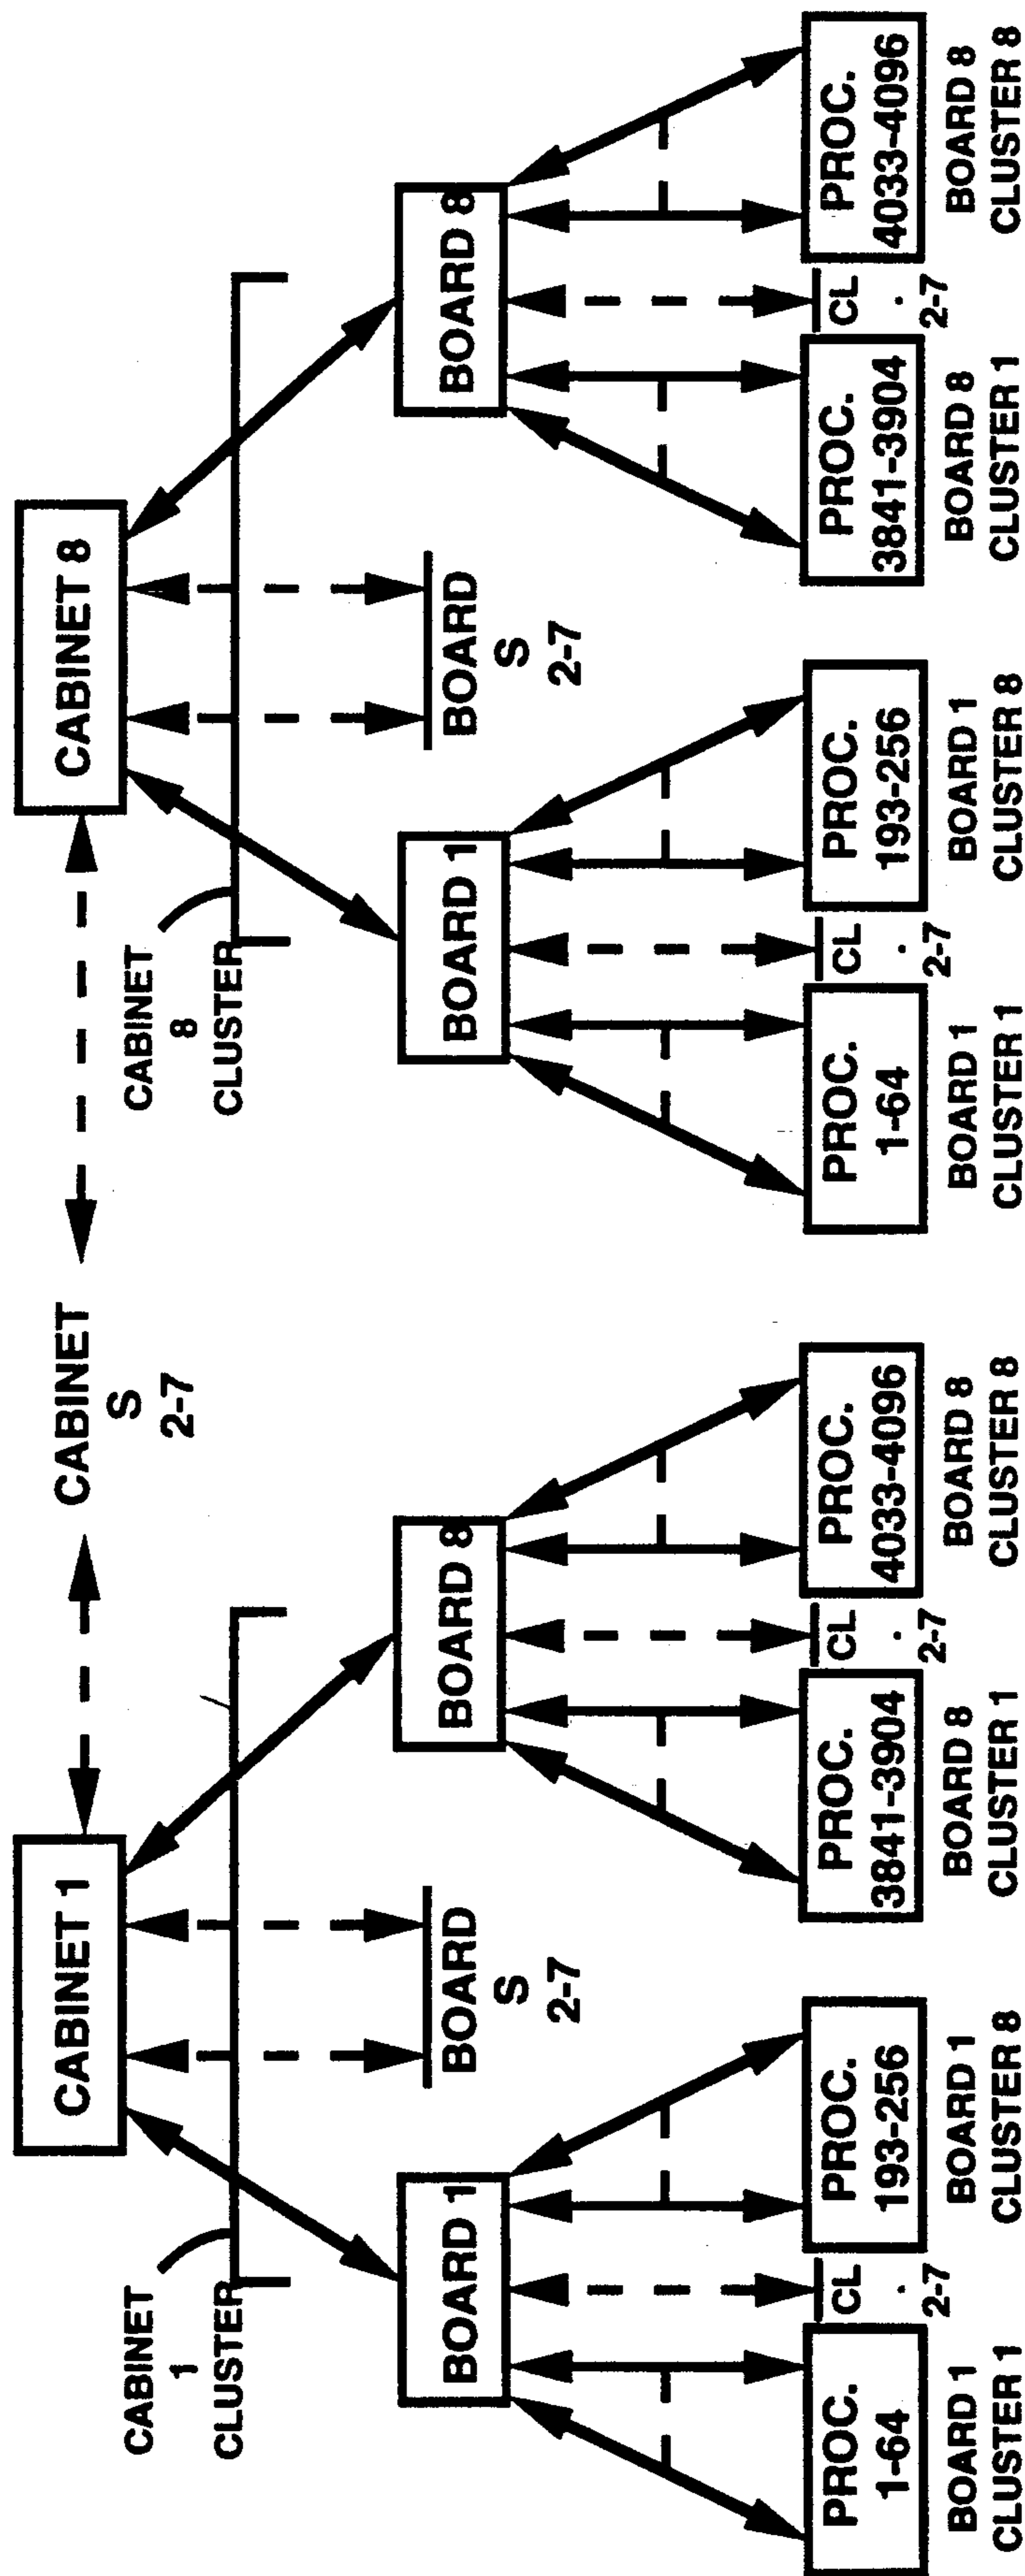 CABINET 1
CABINET
S
2-7
CABINET 8
CABINET
1
CLUSTER
CABINET
8
CLUSTER
BOARD 1
BOARD
S
2-7
BOARD 8
BOARD 1
BOARD
S
2-7
BOARD 8
PROC.
1-64
CL
.
2-7
PROC.
193-256
PROC.
3841-3904
CL
.
2-7
PROC.
4033-4096
PROC.
1-64
CL
.
2-7
PROC.
193-256
PROC.
3841-3904
CL
.
2-7
PROC.
4033-4096
BOARD 1
CLUSTER 1
BOARD 1
CLUSTER 8
BOARD 8
CLUSTER 1
BOARD 8
CLUSTER 8
BOARD 1
CLUSTER 1
BOARD 1
CLUSTER 8
BOARD 8
CLUSTER 1
BOARD 8
CLUSTER 8